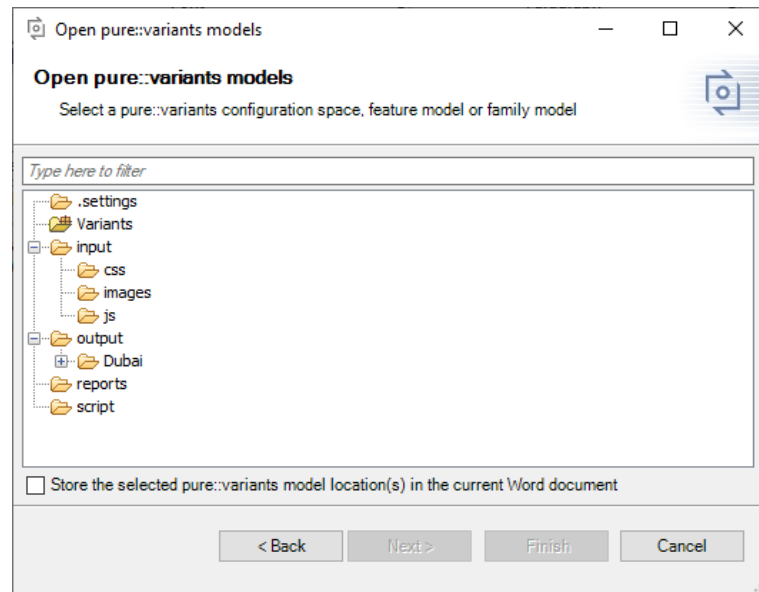 Open pure::variants models
Open pure::variants models
Select a pure::variants configuration space, feature model or family model
Type here to filter
.settings
Variants
input
css
images
js
output
Dubai
reports
script
Store the selected pure::variants model location(s) in the current Word document
< Back Next > Finish Cancel